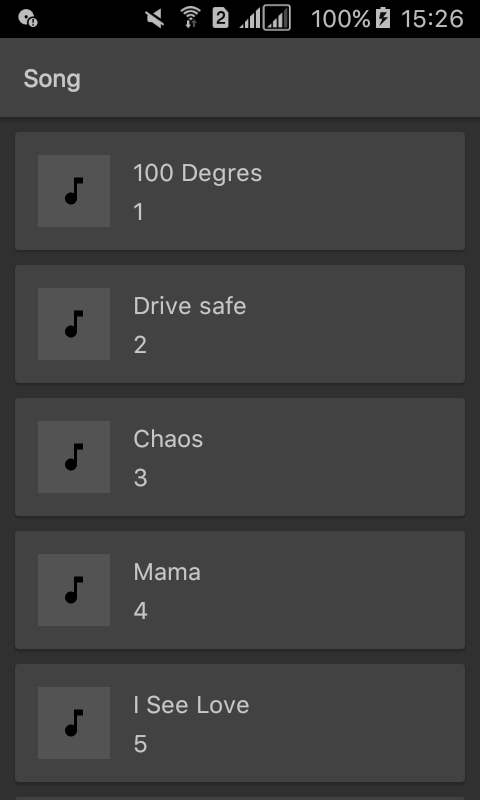 2 100% 15:26
Song
100 Degres
1
Drive safe
2
Chaos
3
Mama
4
I See Love
5